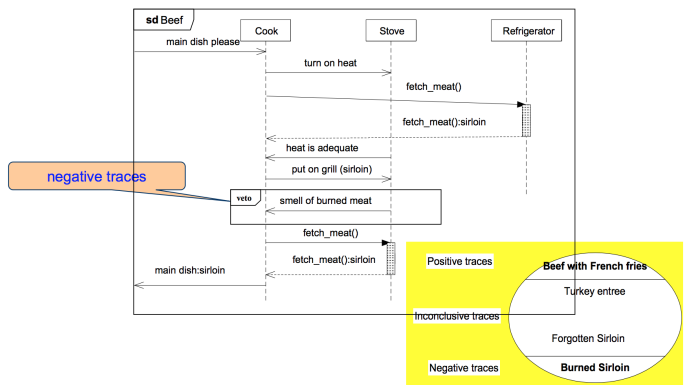 sd Beef
Cook
Stove
Refrigerator
main dish please
turn on heat
fetch_meat()
fetch_meat():sirloin
heat is adequate
put on grill (sirloin)
negative traces
veto
smell of burned meat
fetch_meat()
fetch_meat():sirloin
main dish:sirloin
Positive traces
Beef with French fries
Turkey entree
Inconclusive traces
Forgotten Sirloin
Negative traces
Burned Sirloin